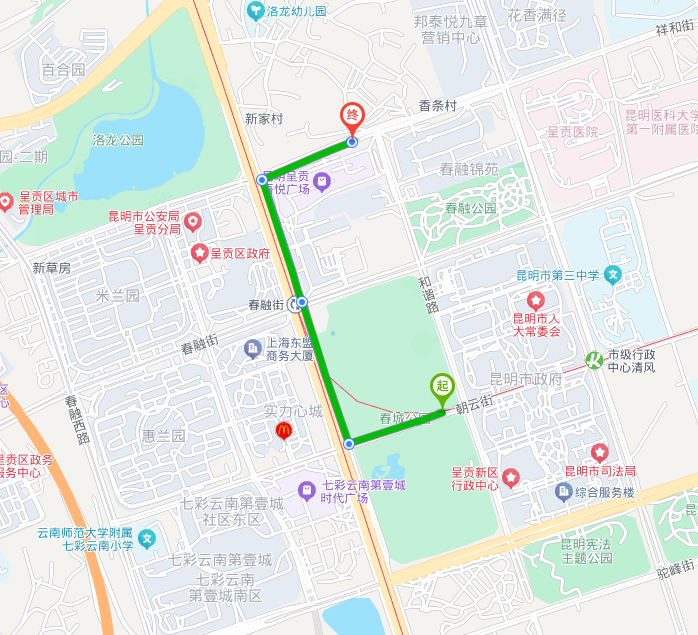 洛龙幼儿园
邦泰悦九章
营销中心
花香满径
祥和街
百合园
新家村
终
香条村
昆明医科大学
第一附属医院
洛龙公园
呈贡医院
园·二期
春融锦苑
昆明呈贡
悦广场
呈贡区城市
管理局
昆明市公安局
呈贡分局
春融公园
呈贡区政府
新草房
和谐路
昆明市第三中学
米兰园
春融街
昆明市人
大常委会
春融街
上海东盟
商务大厦
市级行政
中心清风
昆明市政府
起
春融西路
实力心城
春城公园
朝云街
惠兰园
呈贡区政务
服务中心
七彩云南第壹城
时代广场
呈贡新区
行政中心
昆明市司法局
综合服务楼
七彩云南第壹城
社区东区
云南师范大学附属
七彩云南小学
昆明宪法
主题公园
七彩云南第壹城
七彩云南
第壹城南区
驼峰街